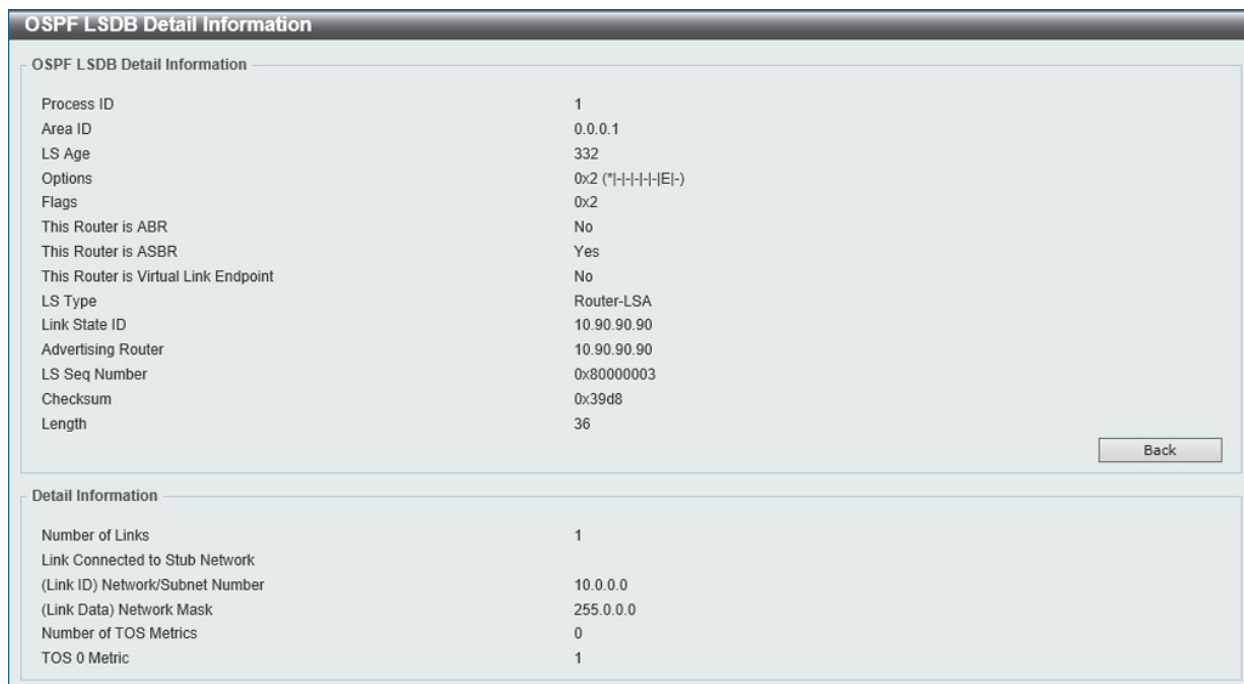 OSPF LSDB Detail Information
OSPF LSDB Detail Information
Process ID 1
Area ID 0.0.0.1
LS Age 332
Options 0x2 (*|-|-|-|-|-|E|-)
Flags 0x2
This Router is ABR No
This Router is ASBR Yes
This Router is Virtual Link Endpoint No
LS Type Router-LSA
Link State ID 10.90.90.90
Advertising Router 10.90.90.90
LS Seq Number 0x80000003
Checksum 0x39d8
Length 36
Back
Detail Information
Number of Links 1
Link Connected to Stub Network
(Link ID) Network/Subnet Number 10.0.0.0
(Link Data) Network Mask 255.0.0.0
Number of TOS Metrics 0
TOS 0 Metric 1